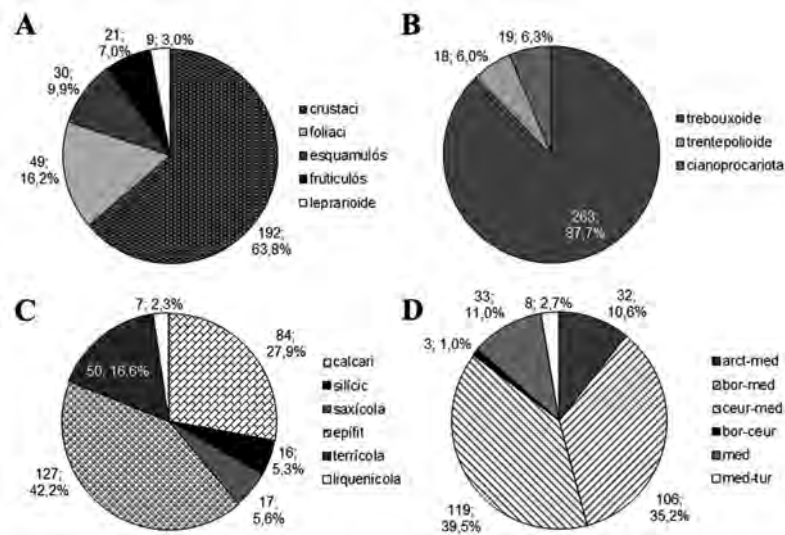 A
21;
7,0%
9; 3,0%
30;
9,9%
49;
16,2%
192;
63,8%
crustaci
foliaci
esquamulós
fruticulós
leprarioide
B
19; 6,3%
18; 6,0%
263;
87,7%
trebouxoide
trentepolioide
cianoprocariota
C
7; 2,3%
84;
27,9%
50; 16,6%
16;
5,3%
17;
5,6%
127;
42,2%
calcari
silícic
saxícola
epífit
terrícola
liquenícola
D
33;
11,0%
8; 2,7%
32;
10,6%
3; 1,0%
119;
39,5%
106;
35,2%
arct-med
bor-med
ceur-med
bor-ceur
med
med-tur